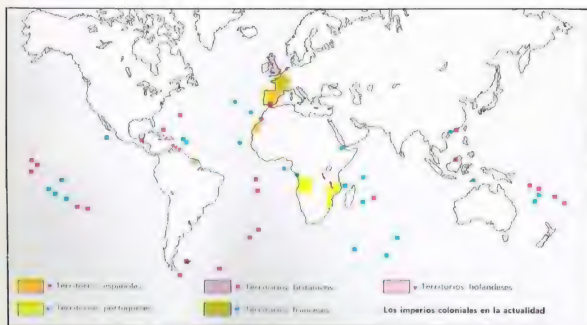 Territorios españoles
Territorios británicos
Territorios holandeses
Territorios portugueses
Territorios franceses
Los imperios coloniales en la actualidad